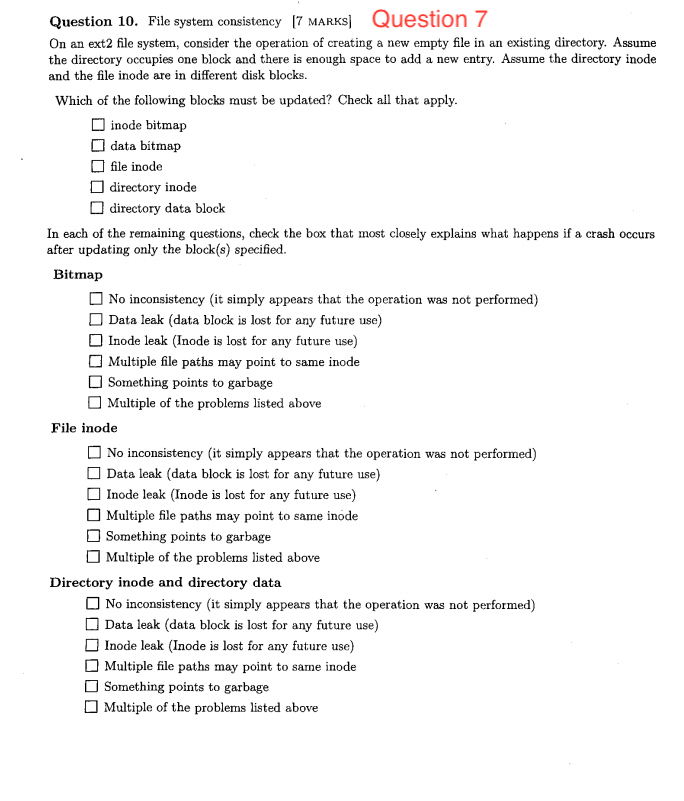 Question 10. File system consistency [7 MARKS] Question 7
On an ext2 file system, consider the operation of creating a new empty file in an existing directory. Assume
the directory occupies one block and there is enough space to add a new entry. Assume the directory inode
and the file inode are in different disk blocks.
Which of the following blocks must be updated? Check all that apply.
inode bitmap
data bitmap
file inode
directory inode
directory data block
In each of the remaining questions, check the box that most closely explains what happens if a crash occurs
after updating only the block(s) specified.
Bitmap
No inconsistency (it simply appears that the operation was not performed)
Data leak (data block is lost for any future use)
Inode leak (Inode is lost for any future use)
Multiple file paths may point to same inode
Something points to garbage
Multiple of the problems listed above
File inode
No inconsistency (it simply appears that the operation was not performed)
Data leak (data block is lost for any future use)
Inode leak (Inode is lost for any future use)
Multiple file paths may point to same inode
Something points to garbage
Multiple of the problems listed above
Directory inode and directory data
No inconsistency (it simply appears that the operation was not performed)
Data leak (data block is lost for any future use)
Inode leak (Inode is lost for any future use)
Multiple file paths may point to same inode
Something points to garbage
Multiple of the problems listed above